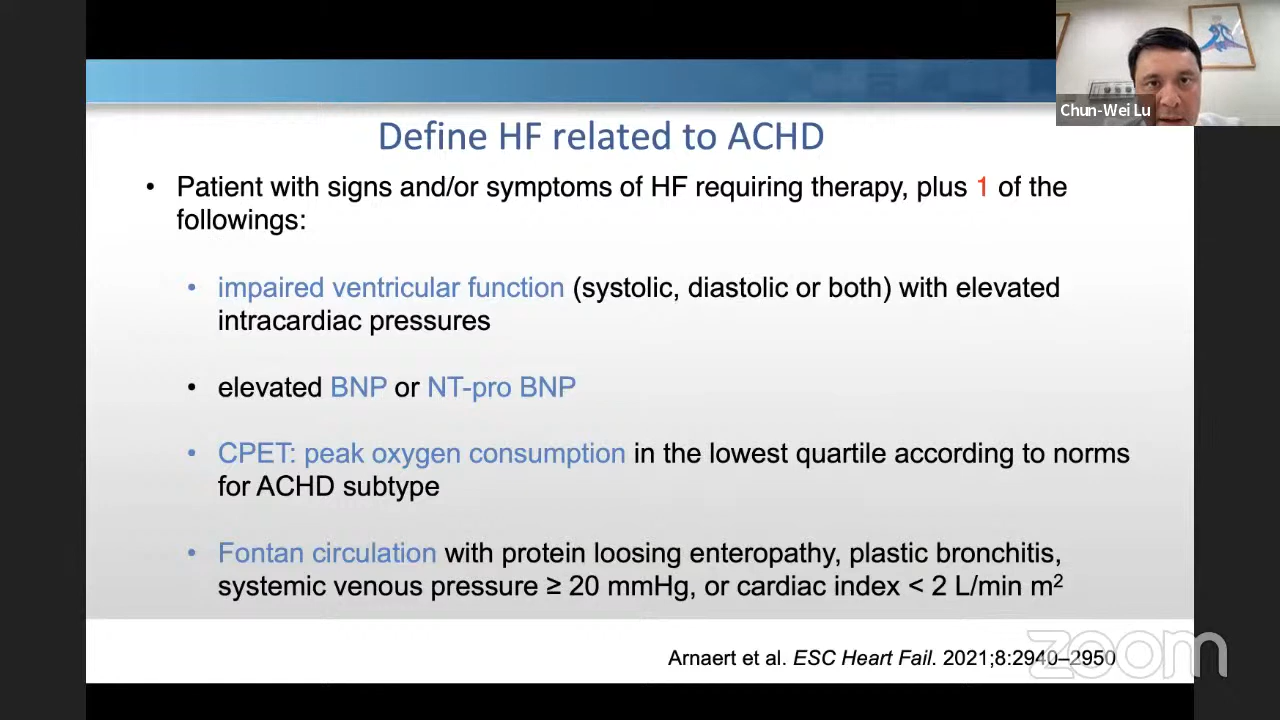 Chun-Wei Lu
Define HF related to ACHD
• Patient with signs and/or symptoms of HF requiring therapy, plus 1 of the
followings:
• impaired ventricular function (systolic, diastolic or both) with elevated
intracardiac pressures
• elevated BNP or NT-pro BNP
• CPET: peak oxygen consumption in the lowest quartile according to norms
for ACHD subtype
• Fontan circulation with protein loosing enteropathy, plastic bronchitis,
systemic venous pressure ≥ 20 mmHg, or cardiac index < 2 L/min m²
Arnaert et al. ESC Heart Fail. 2021;8:2940–2950
zoom